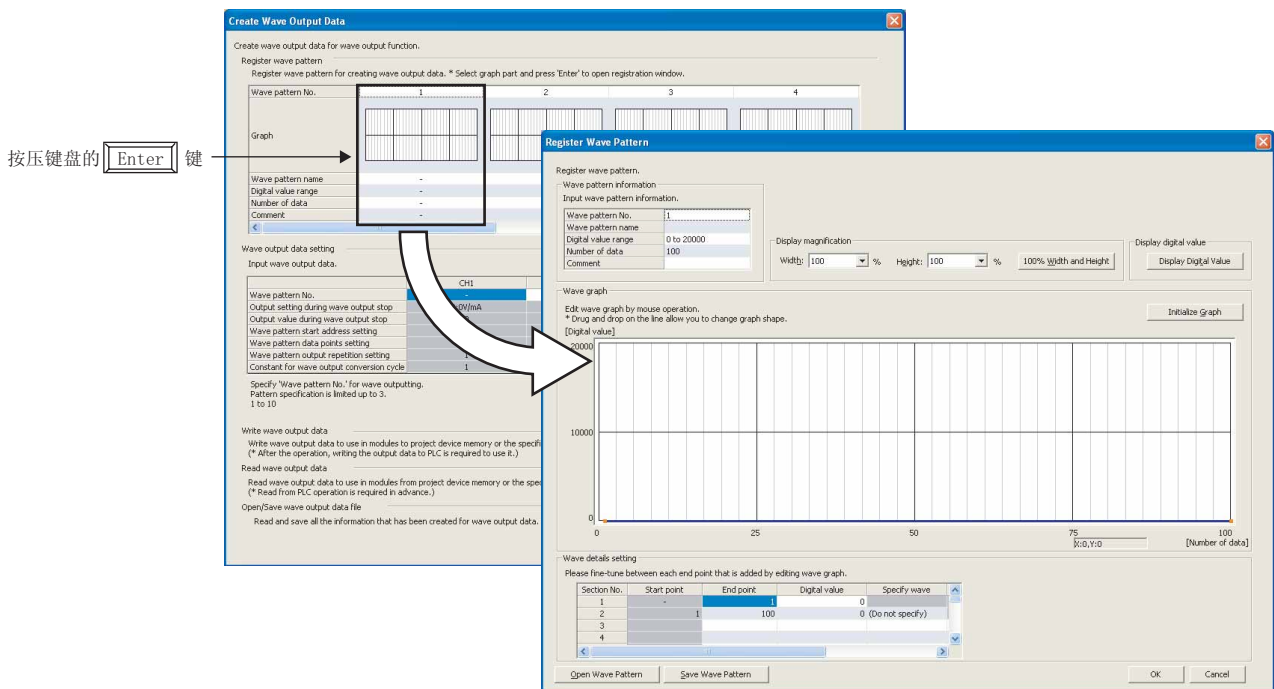 Create Wave Output Data
Create wave output data for wave output function.
Register wave pattern
Register wave pattern for creating wave output data. * Select graph part and press 'Enter' to open registration window.
Wave pattern No. 1 2 3 4
Graph
Wave pattern name -
Digital value range -
Number of data -
Comment -
按压键盘的 Enter 键
Wave output data setting
Input wave output data.
CH1
Wave pattern No. -
Output setting during wave output stop 0V/mA
Output value during wave output stop
Wave pattern start address setting
Wave pattern data points setting
Wave pattern output repetition setting 1
Constant for wave output conversion cycle 1
Specify 'Wave pattern No.' for wave outputting.
Pattern specification is limited up to 3.
1 to 10
Write wave output data
Write wave output data to use in modules to project device memory or the specifi
(* After the operation, writing the output data to PLC is required to use it.)
Read wave output data
Read wave output data to use in modules from project device memory or the spec
(* Read from PLC operation is required in advance.)
Open/Save wave output data file
Read and save all the information that has been created for wave output data.
Register Wave Pattern
Register wave pattern.
Wave pattern information
Input wave pattern information.
Wave pattern No. 1
Wave pattern name
Digital value range 0 to 20000
Number of data 100
Comment
Display magnification
Width: 100 % Height: 100 % 100% Width and Height
Display digital value
Display Digital Value
Wave graph
Edit wave graph by mouse operation.
* Drug and drop on the line allow you to change graph shape.
Initialize Graph
[Digital value]
20000
10000
0
0 25 50 75 100
X:0,Y:0 [Number of data]
Wave details setting
Please fine-tune between each end point that is added by editing wave graph.
Section No. Start point End point Digital value Specify wave
1 - 1 0
2 1 100 0 (Do not specify)
3
4
Open Wave Pattern Save Wave Pattern OK Cancel